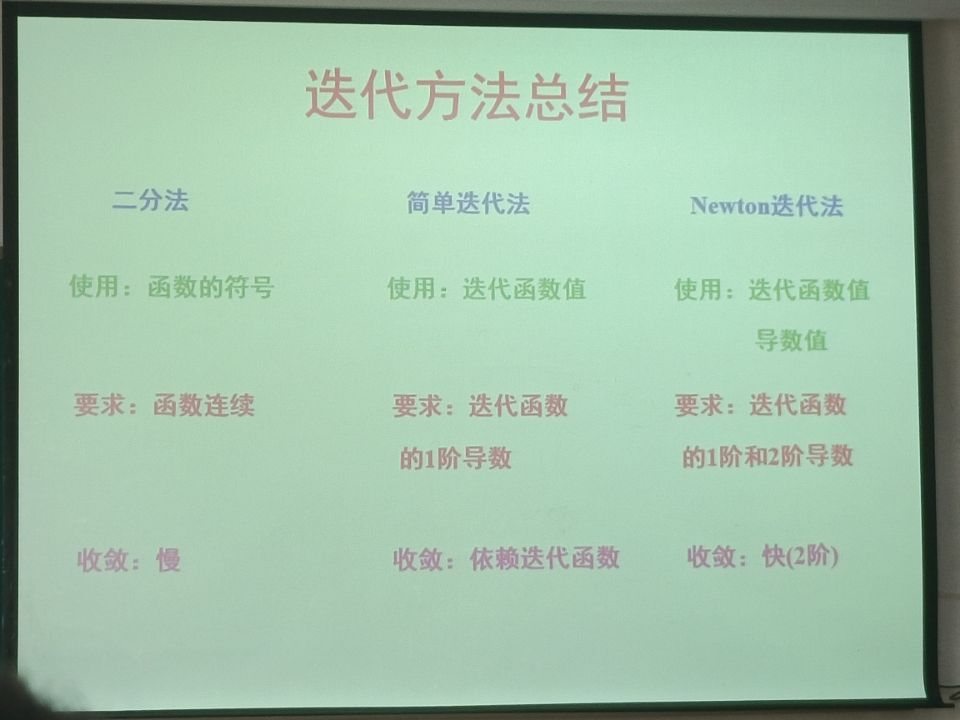 迭代方法总结
二分法
简单迭代法
Newton迭代法
使用：函数的符号
使用：迭代函数值
使用：迭代函数值
导数值
要求：函数连续
要求：迭代函数
的1阶导数
要求：迭代函数
的1阶和2阶导数
收敛：慢
收敛：依赖迭代函数
收敛：快(2阶)